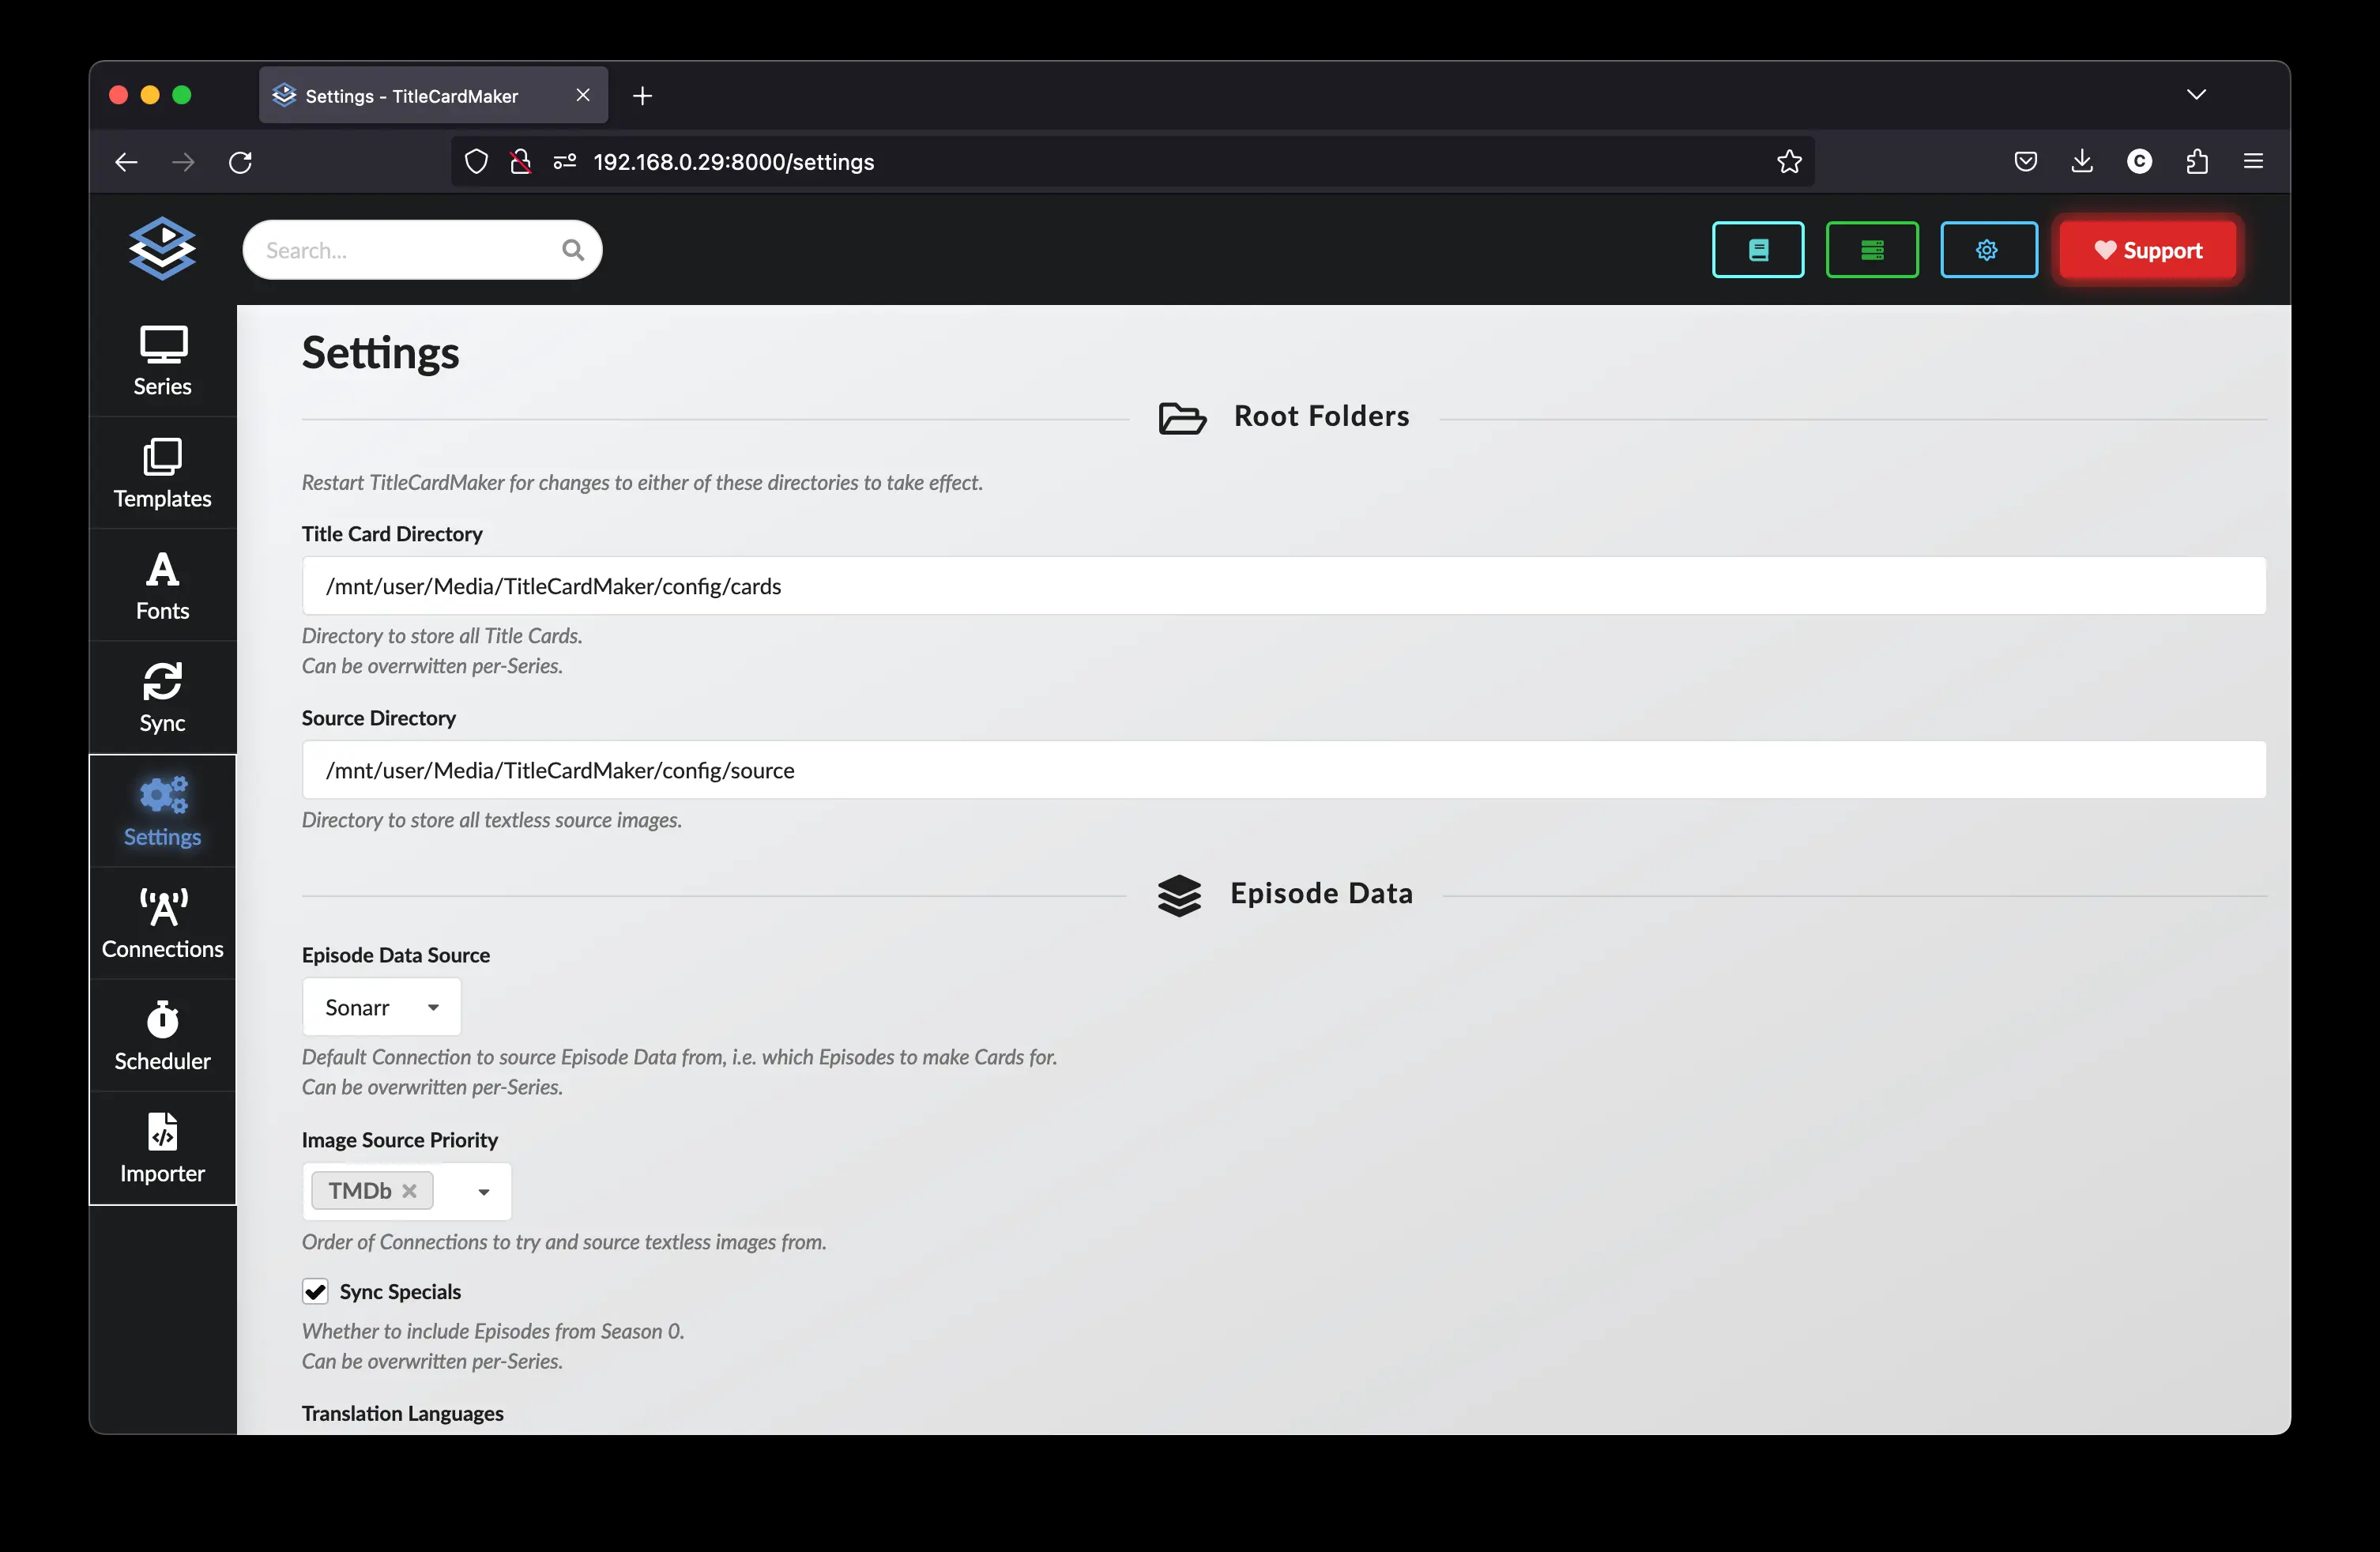 Settings - TitleCardMaker
192.168.0.29:8000/settings
C
Search...
Support
Series
Templates
Fonts
Sync
Settings
Connections
Scheduler
Importer
Settings
Root Folders
Restart TitleCardMaker for changes to either of these directories to take effect.
Title Card Directory
/mnt/user/Media/TitleCardMaker/config/cards
Directory to store all Title Cards.
Can be overrwitten per-Series.
Source Directory
/mnt/user/Media/TitleCardMaker/config/source
Directory to store all textless source images.
Episode Data
Episode Data Source
Sonarr
Default Connection to source Episode Data from, i.e. which Episodes to make Cards for.
Can be overwritten per-Series.
Image Source Priority
TMDb
Order of Connections to try and source textless images from.
Sync Specials
Whether to include Episodes from Season 0.
Can be overwritten per-Series.
Translation Languages